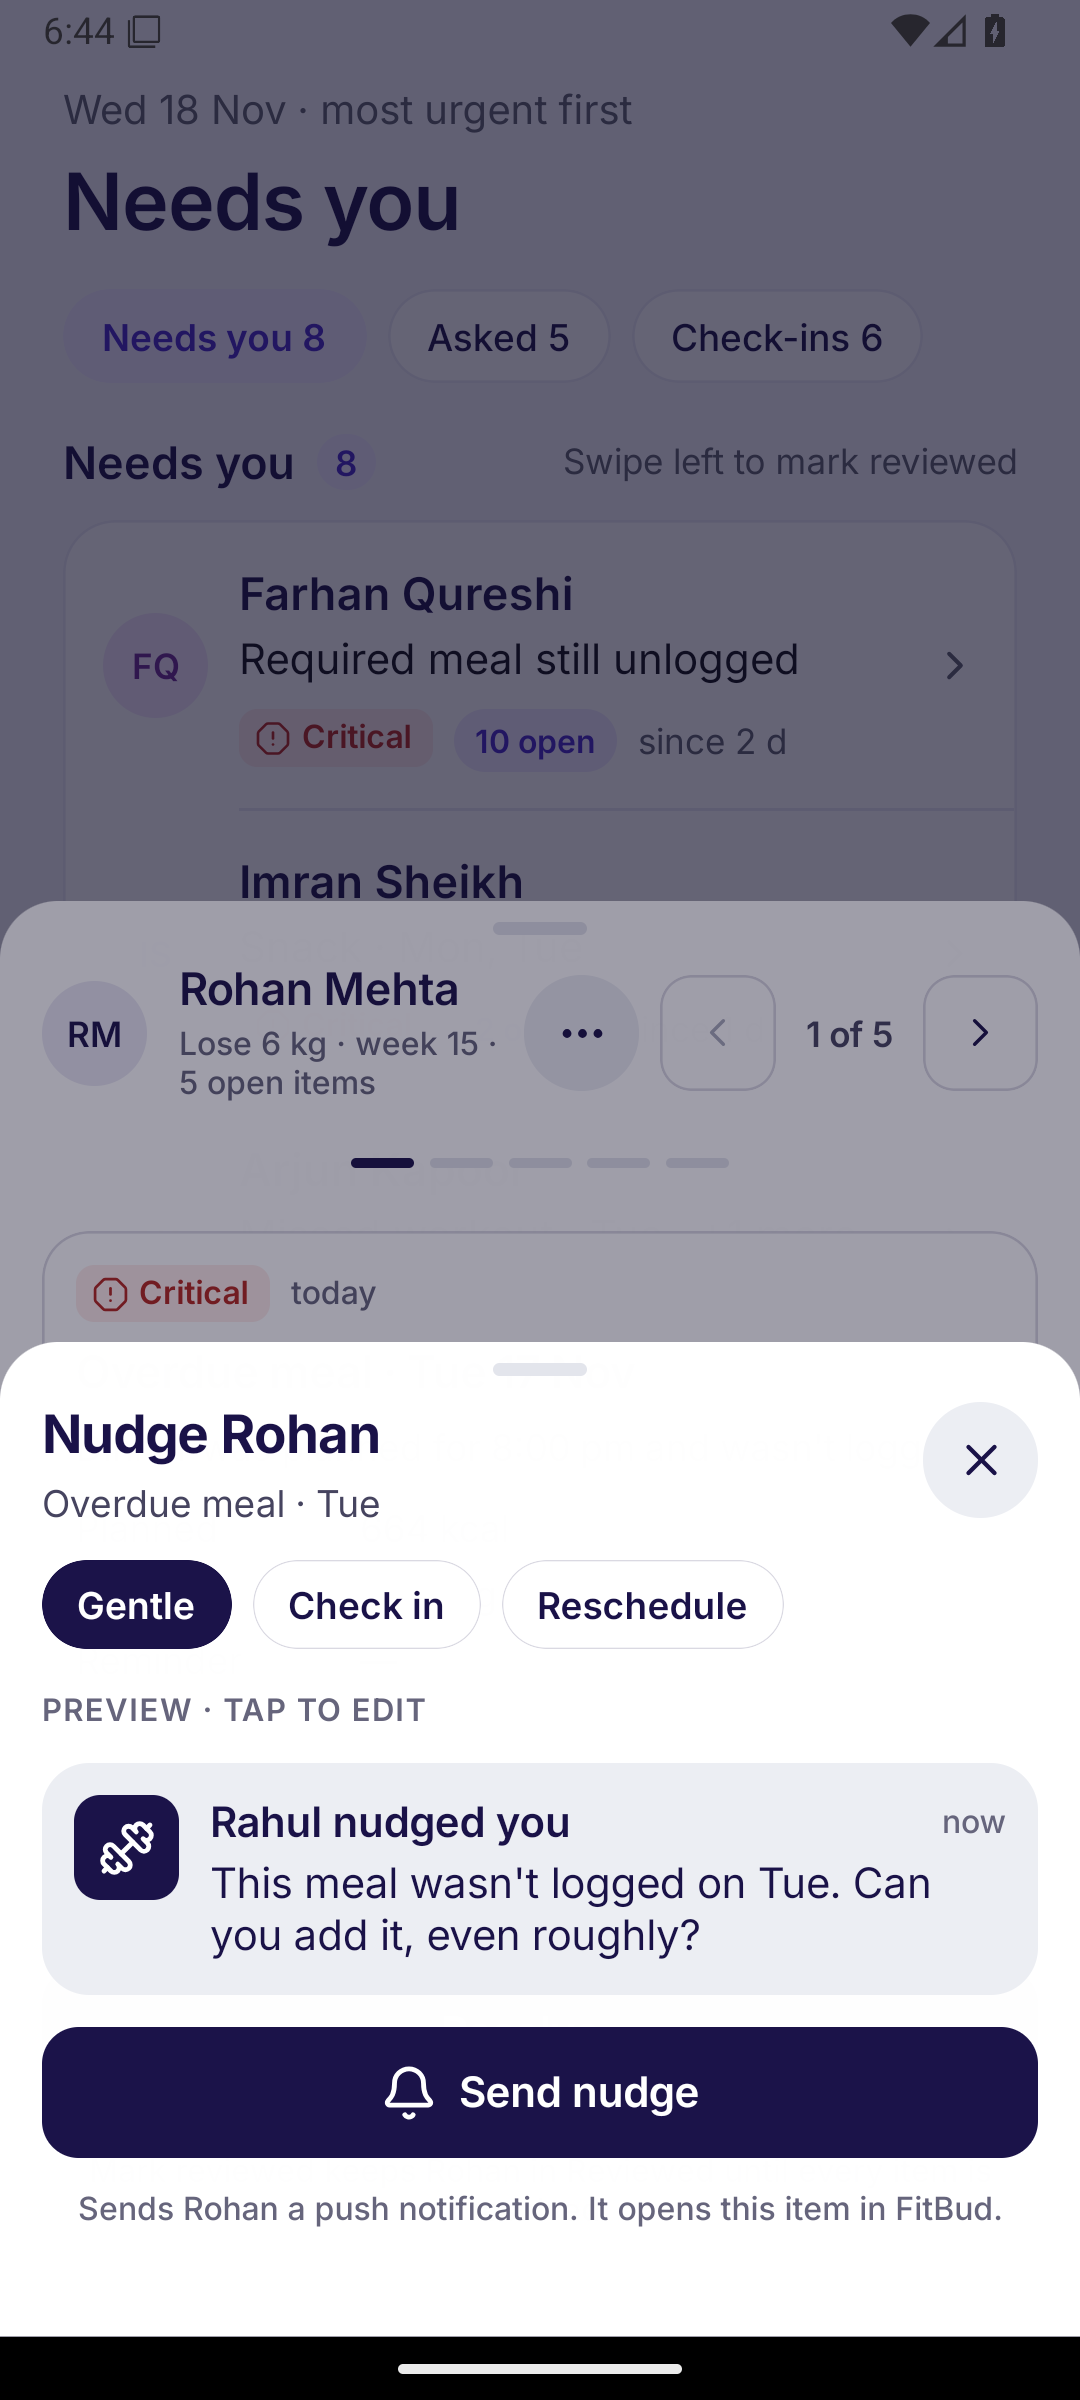 6:44
Wed 18 Nov · most urgent first
Needs you
Needs you 8
Asked 5
Check-ins 6
Needs you 8
Swipe left to mark reviewed
Farhan Qureshi
FQ
Required meal still unlogged
Critical
10 open
since 2 d
Imran Sheikh
RM
Rohan Mehta
Lose 6 kg · week 15 ·
5 open items
1 of 5
Critical
today
Nudge Rohan
Overdue meal · Tue
Gentle
Check in
Reschedule
PREVIEW · TAP TO EDIT
Rahul nudged you
now
This meal wasn't logged on Tue. Can
you add it, even roughly?
Send nudge
Sends Rohan a push notification. It opens this item in FitBud.